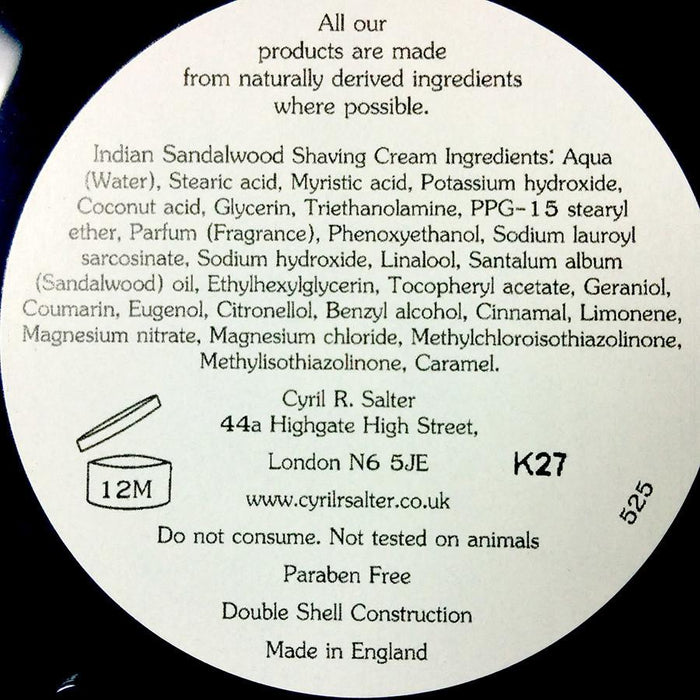 All our
products are made
from naturally derived ingredients
where possible.
Indian Sandalwood Shaving Cream Ingredients: Aqua
(Water), Stearic acid, Myristic acid, Potassium hydroxide,
Coconut acid, Glycerin, Triethanolamine, PPG-15 stearyl
ether, Parfum (Fragrance), Phenoxyethanol, Sodium lauroyl
sarcosinate, Sodium hydroxide, Linalool, Santalum album
(Sandalwood) oil, Ethylhexylglycerin, Tocopheryl acetate, Geraniol,
Coumarin, Eugenol, Citronellol, Benzyl alcohol, Cinnamal, Limonene,
Magnesium nitrate, Magnesium chloride, Methylchloroisothiazolinone,
Methylisothiazolinone, Caramel.
Cyril R. Salter
44a Highgate High Street,
London N6 5JE
K27
12M
www.cyrilrsalter.co.uk
525
Do not consume. Not tested on animals
Paraben Free
Double Shell Construction
Made in England